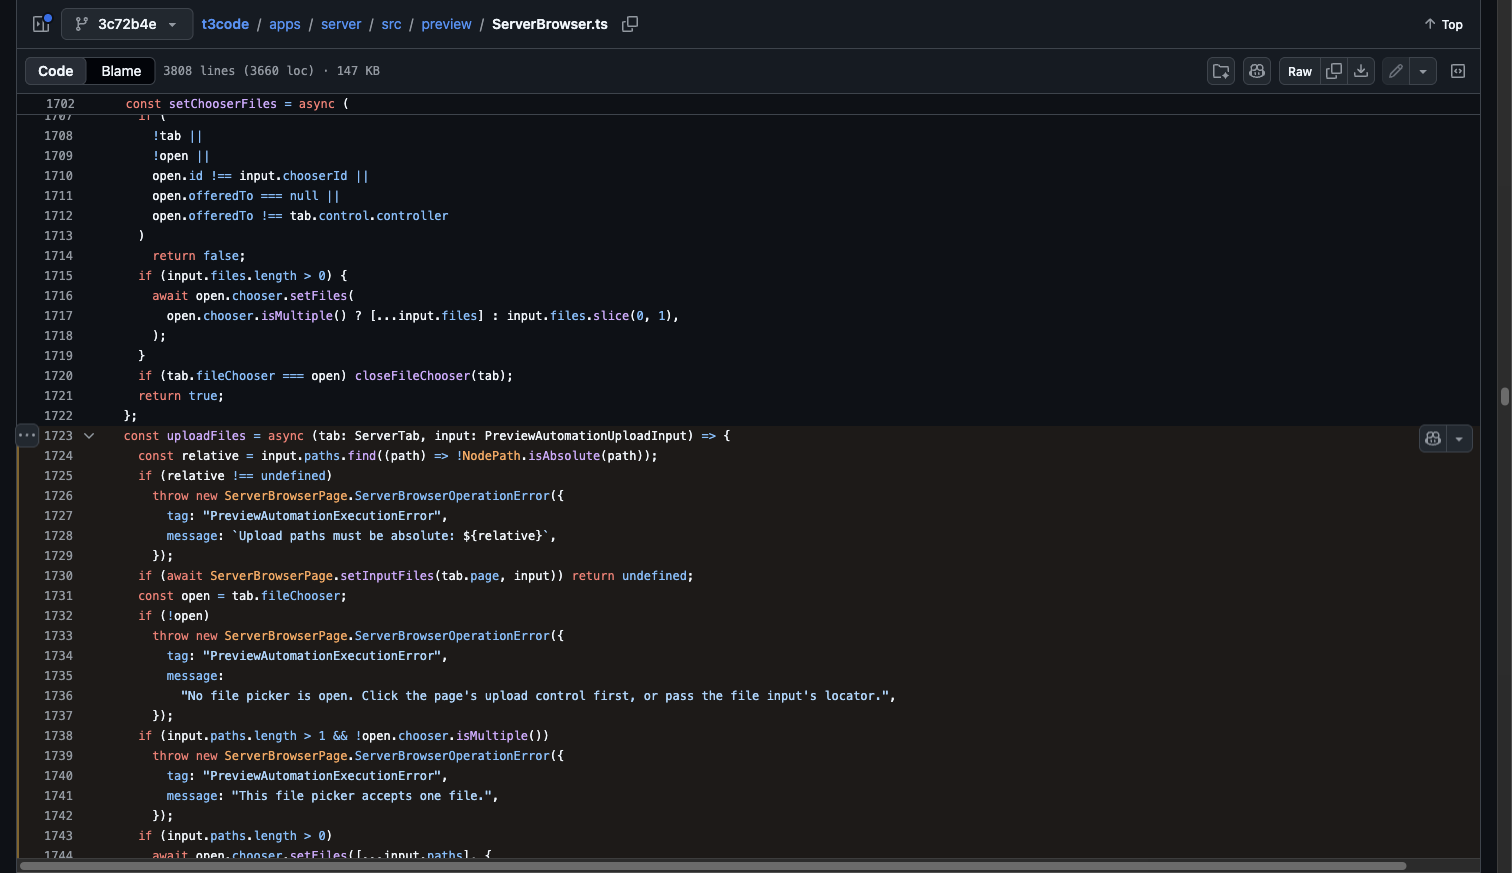 3c72b4e
t3code / apps / server / src / preview / ServerBrowser.ts
Top
Code Blame 3808 lines (3660 loc) · 147 KB
Raw
1702 const setChooserFiles = async (
1707 if (
1708 !tab ||
1709 !open ||
1710 open.id !== input.chooserId ||
1711 open.offeredTo === null ||
1712 open.offeredTo !== tab.control.controller
1713 )
1714 return false;
1715 if (input.files.length > 0) {
1716 await open.chooser.setFiles(
1717 open.chooser.isMultiple() ? [...input.files] : input.files.slice(0, 1),
1718 );
1719 }
1720 if (tab.fileChooser === open) closeFileChooser(tab);
1721 return true;
1722 };
1723 const uploadFiles = async (tab: ServerTab, input: PreviewAutomationUploadInput) => {
1724 const relative = input.paths.find((path) => !NodePath.isAbsolute(path));
1725 if (relative !== undefined)
1726 throw new ServerBrowserPage.ServerBrowserOperationError({
1727 tag: "PreviewAutomationExecutionError",
1728 message: `Upload paths must be absolute: ${relative}`,
1729 });
1730 if (await ServerBrowserPage.setInputFiles(tab.page, input)) return undefined;
1731 const open = tab.fileChooser;
1732 if (!open)
1733 throw new ServerBrowserPage.ServerBrowserOperationError({
1734 tag: "PreviewAutomationExecutionError",
1735 message:
1736 "No file picker is open. Click the page's upload control first, or pass the file input's locator.",
1737 });
1738 if (input.paths.length > 1 && !open.chooser.isMultiple())
1739 throw new ServerBrowserPage.ServerBrowserOperationError({
1740 tag: "PreviewAutomationExecutionError",
1741 message: "This file picker accepts one file.",
1742 });
1743 if (input.paths.length > 0)
1744 await open.chooser.setFiles([...input.paths], {